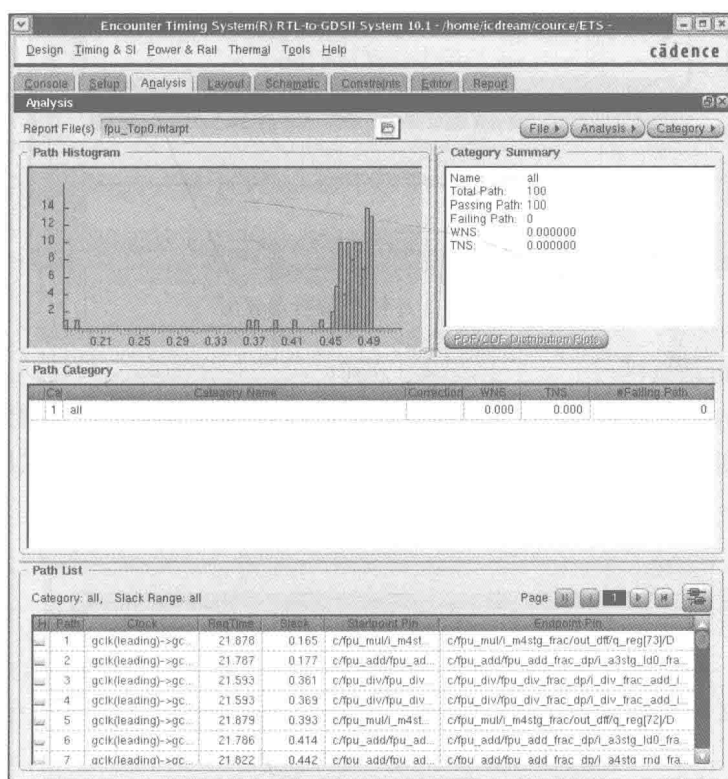 Encounter Timing System(R) RTL-to-GDSII System 10.1 - /home/icdream/cource/ETS -
Design Timing & SI Power & Rail Thermal Tools Help
cādence
Console Setup Analysis Layout Schematic Constraints Editor Report
Analysis
Report File(s) fpu_Top0.mtarpt File Analysis Category
Path Histogram
14
12
10
8
6
4
2
0.21 0.25 0.29 0.33 0.37 0.41 0.45 0.49
Category Summary
Name: all
Total Path: 100
Passing Path: 100
Failing Path: 0
WNS: 0.000000
TNS: 0.000000
PDF/CDF Distribution Plots
Path Category
Ca Category Name Correction WNS TNS #Failing Path
1 all 0.000 0.000 0
Path List
Category: all, Slack Range: all Page 1
H Path Clock ReqTime Slack Startpoint Pin Endpoint Pin
1 gclk(leading)->gc... 21.878 0.165 c/fpu_mul/i_m4st... c/fpu_mul/i_m4stg_frac/out_dff/q_reg[73]/D
2 gclk(leading)->gc... 21.787 0.177 c/fpu_add/fpu_ad... c/fpu_add/fpu_add_frac_dp/i_a3stg_ld0_fra...
3 gclk(leading)->gc... 21.593 0.361 c/fpu_div/fpu_div... c/fpu_div/fpu_div_frac_dp/i_div_frac_add_i...
4 gclk(leading)->gc... 21.593 0.369 c/fpu_div/fpu_div... c/fpu_div/fpu_div_frac_dp/i_div_frac_add_i...
5 gclk(leading)->gc... 21.879 0.393 c/fpu_mul/i_m4st... c/fpu_mul/i_m4stg_frac/out_dff/q_reg[72]/D
6 gclk(leading)->gc... 21.786 0.414 c/fpu_add/fpu_ad... c/fpu_add/fpu_add_frac_dp/i_a3stg_ld0_fra...
7 gclk(leading)->gc... 21.822 0.442 c/fpu_add/fpu_ad... c/fpu_add/fpu_add_frac_dp/i_a4stg_rnd_frac...